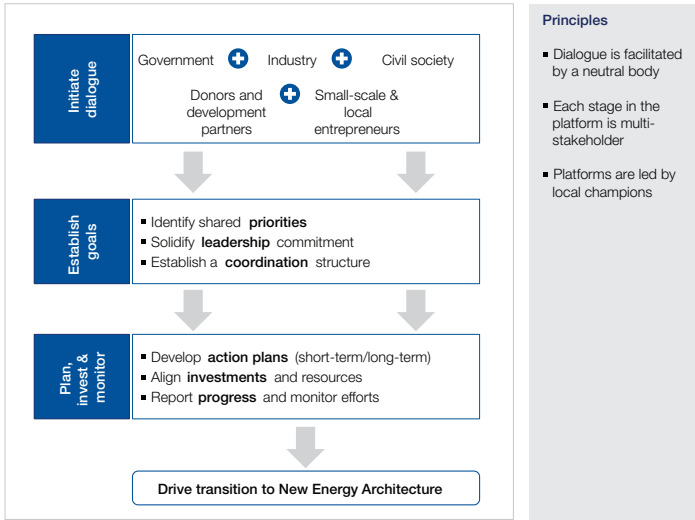 Initiate
dialogue
Government + Industry + Civil society
Donors and
development
partners
+
Small-scale &
local
entrepreneurs
Establish
goals
▪ Identify shared priorities
▪ Solidify leadership commitment
▪ Establish a coordination structure
Plan,
invest &
monitor
▪ Develop action plans (short-term/long-term)
▪ Align investments and resources
▪ Report progress and monitor efforts
Drive transition to New Energy Architecture
Principles
▪ Dialogue is facilitated
by a neutral body
▪ Each stage in the
platform is multi-
stakeholder
▪ Platforms are led by
local champions